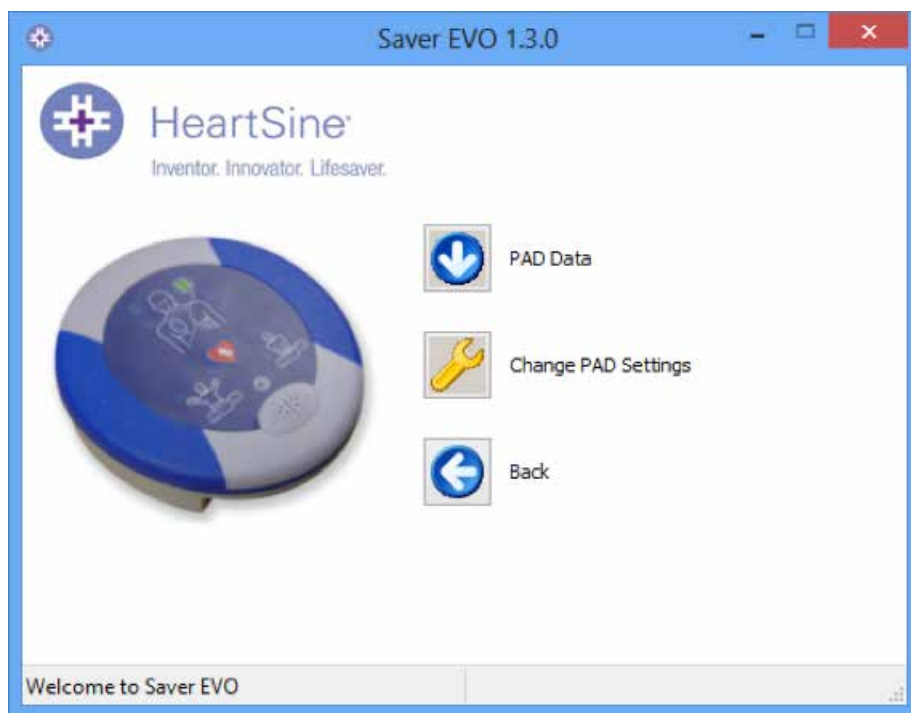 Saver EVO 1.3.0
HeartSine
Inventor. Innovator. Lifesaver.
PAD Data
Change PAD Settings
Back
Welcome to Saver EVO